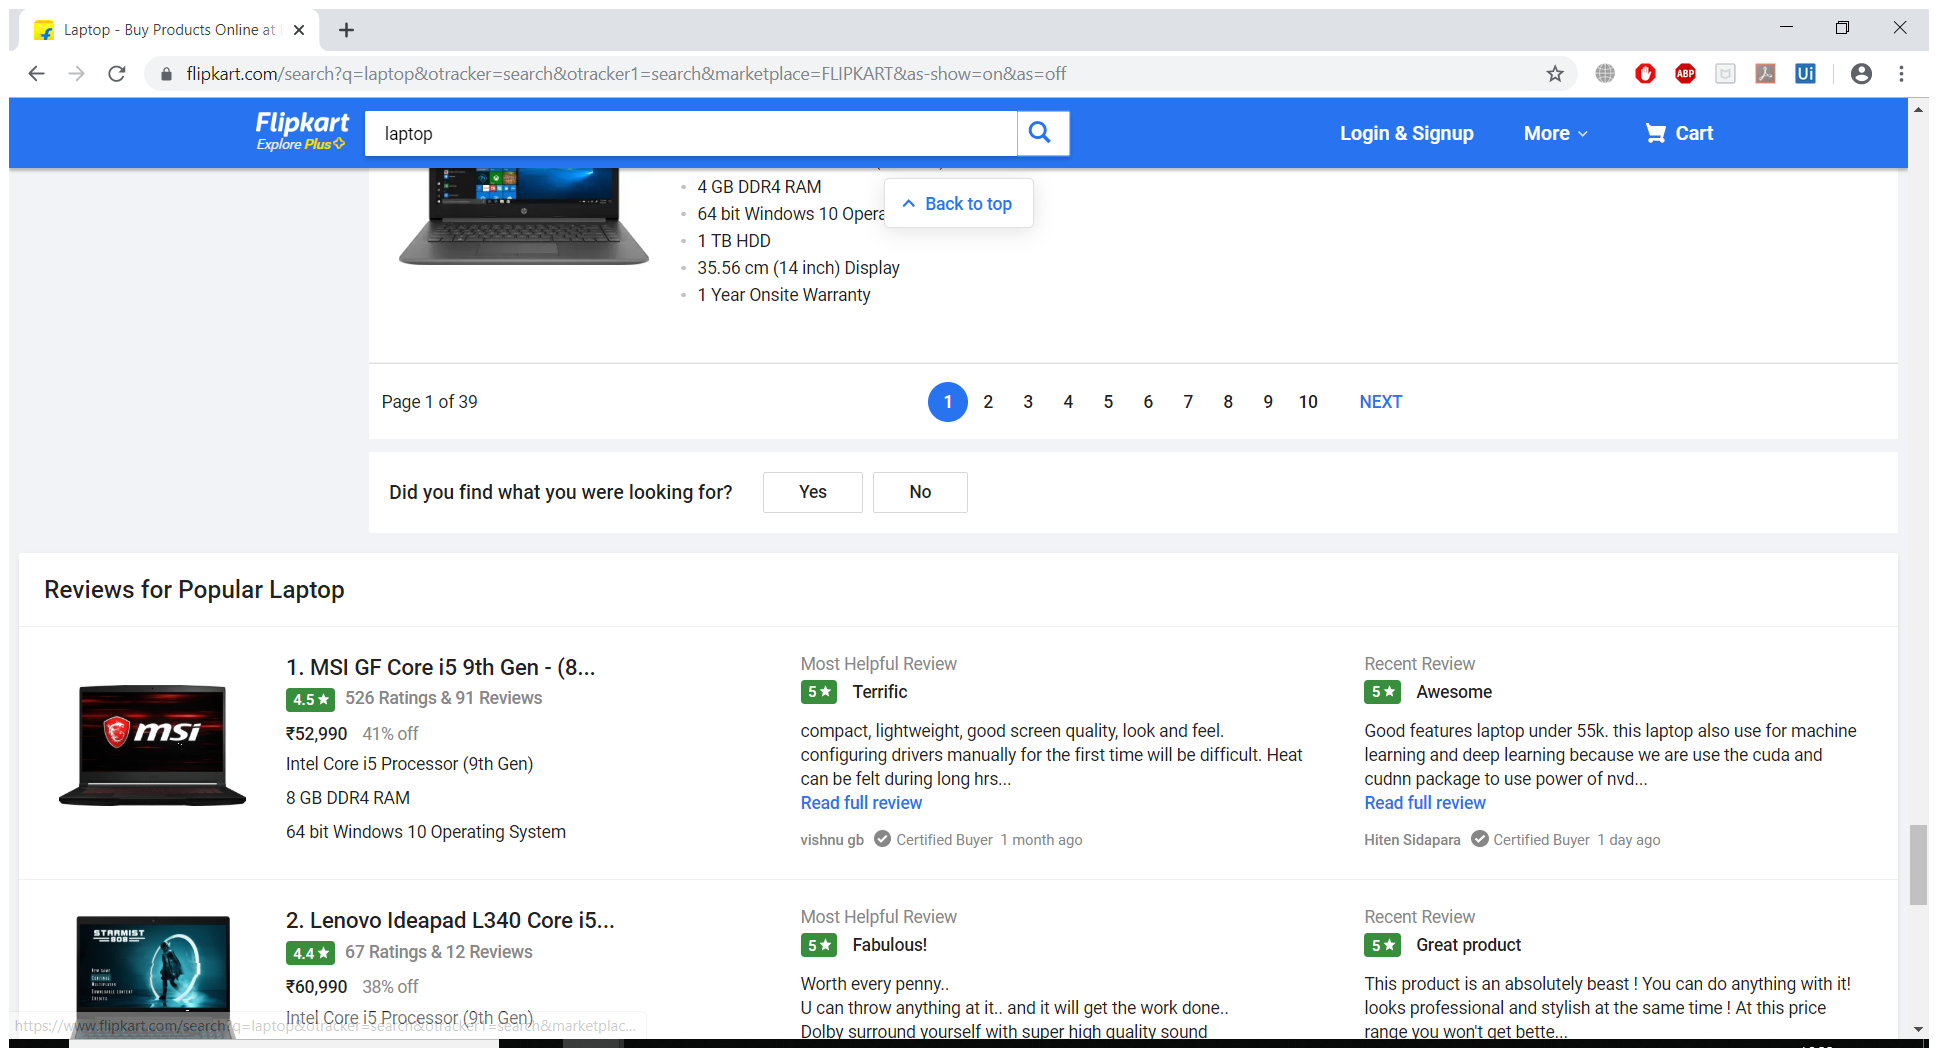 Laptop - Buy Products Online at
flipkart.com/search?q=laptop&otracker=search&otracker1=search&marketplace=FLIPKART&as-show=on&as=off
ABP
Ui
Flipkart
Explore Plus
laptop
Login & Signup
More
Cart
4 GB DDR4 RAM
64 bit Windows 10 Opera
Back to top
1 TB HDD
35.56 cm (14 inch) Display
1 Year Onsite Warranty
Page 1 of 39
1 2 3 4 5 6 7 8 9 10 NEXT
Did you find what you were looking for?
Yes
No
Reviews for Popular Laptop
msi
1. MSI GF Core i5 9th Gen - (8...
4.5★ 526 Ratings & 91 Reviews
₹52,990 41% off
Intel Core i5 Processor (9th Gen)
8 GB DDR4 RAM
64 bit Windows 10 Operating System
Most Helpful Review
5★ Terrific
compact, lightweight, good screen quality, look and feel.
configuring drivers manually for the first time will be difficult. Heat
can be felt during long hrs...
Read full review
vishnu gb Certified Buyer 1 month ago
Recent Review
5★ Awesome
Good features laptop under 55k. this laptop also use for machine
learning and deep learning because we are use the cuda and
cudnn package to use power of nvd...
Read full review
Hiten Sidapara Certified Buyer 1 day ago
STARMIST
808
2. Lenovo Ideapad L340 Core i5...
4.4★ 67 Ratings & 12 Reviews
₹60,990 38% off
Intel Core i5 Processor (9th Gen)
Most Helpful Review
5★ Fabulous!
Worth every penny..
U can throw anything at it.. and it will get the work done..
Dolby surround yourself with super high quality sound
Recent Review
5★ Great product
This product is an absolutely beast ! You can do anything with it!
looks professional and stylish at the same time ! At this price
range you won't get bette...
https://www.flipkart.com/search?q=laptop&otracker=search&otracker1=search&marketplac...